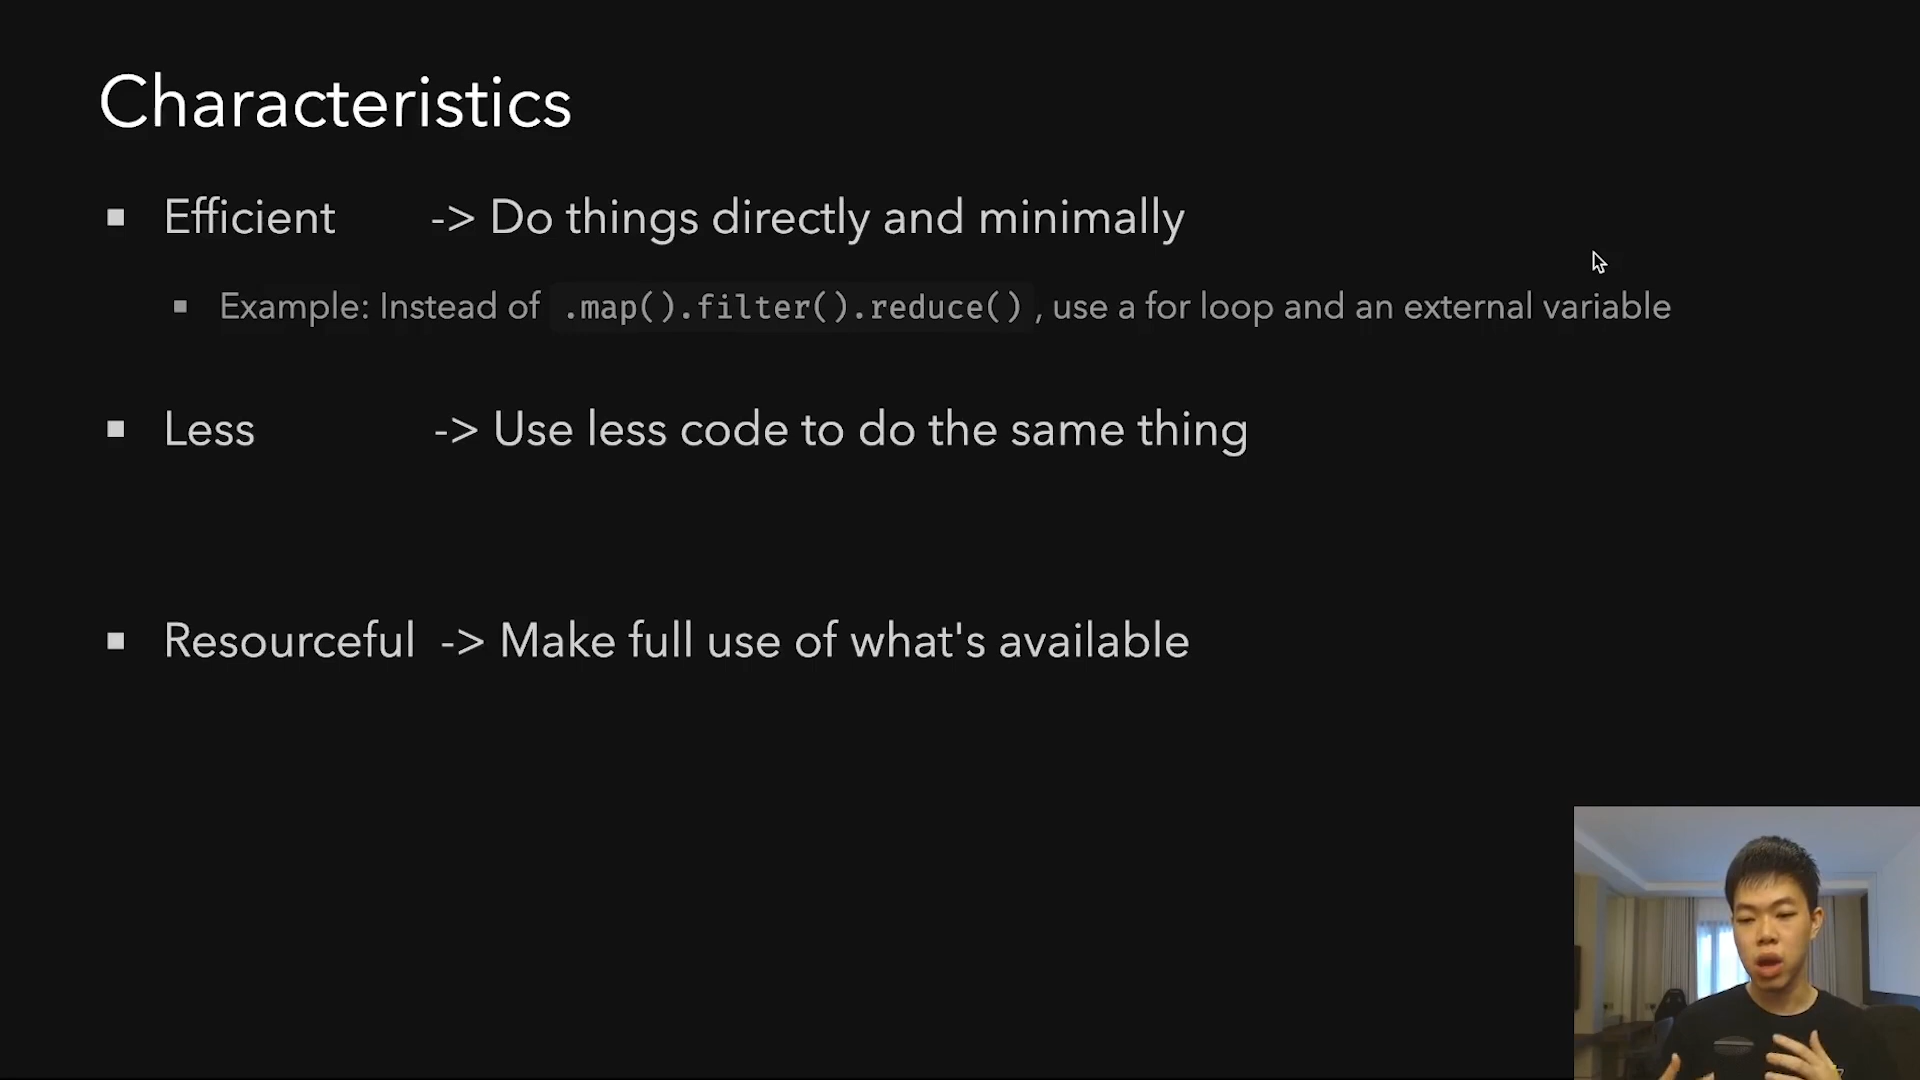 Characteristics
Efficient -> Do things directly and minimally
Example: Instead of .map().filter().reduce(), use a for loop and an external variable
Less -> Use less code to do the same thing
Resourceful -> Make full use of what's available